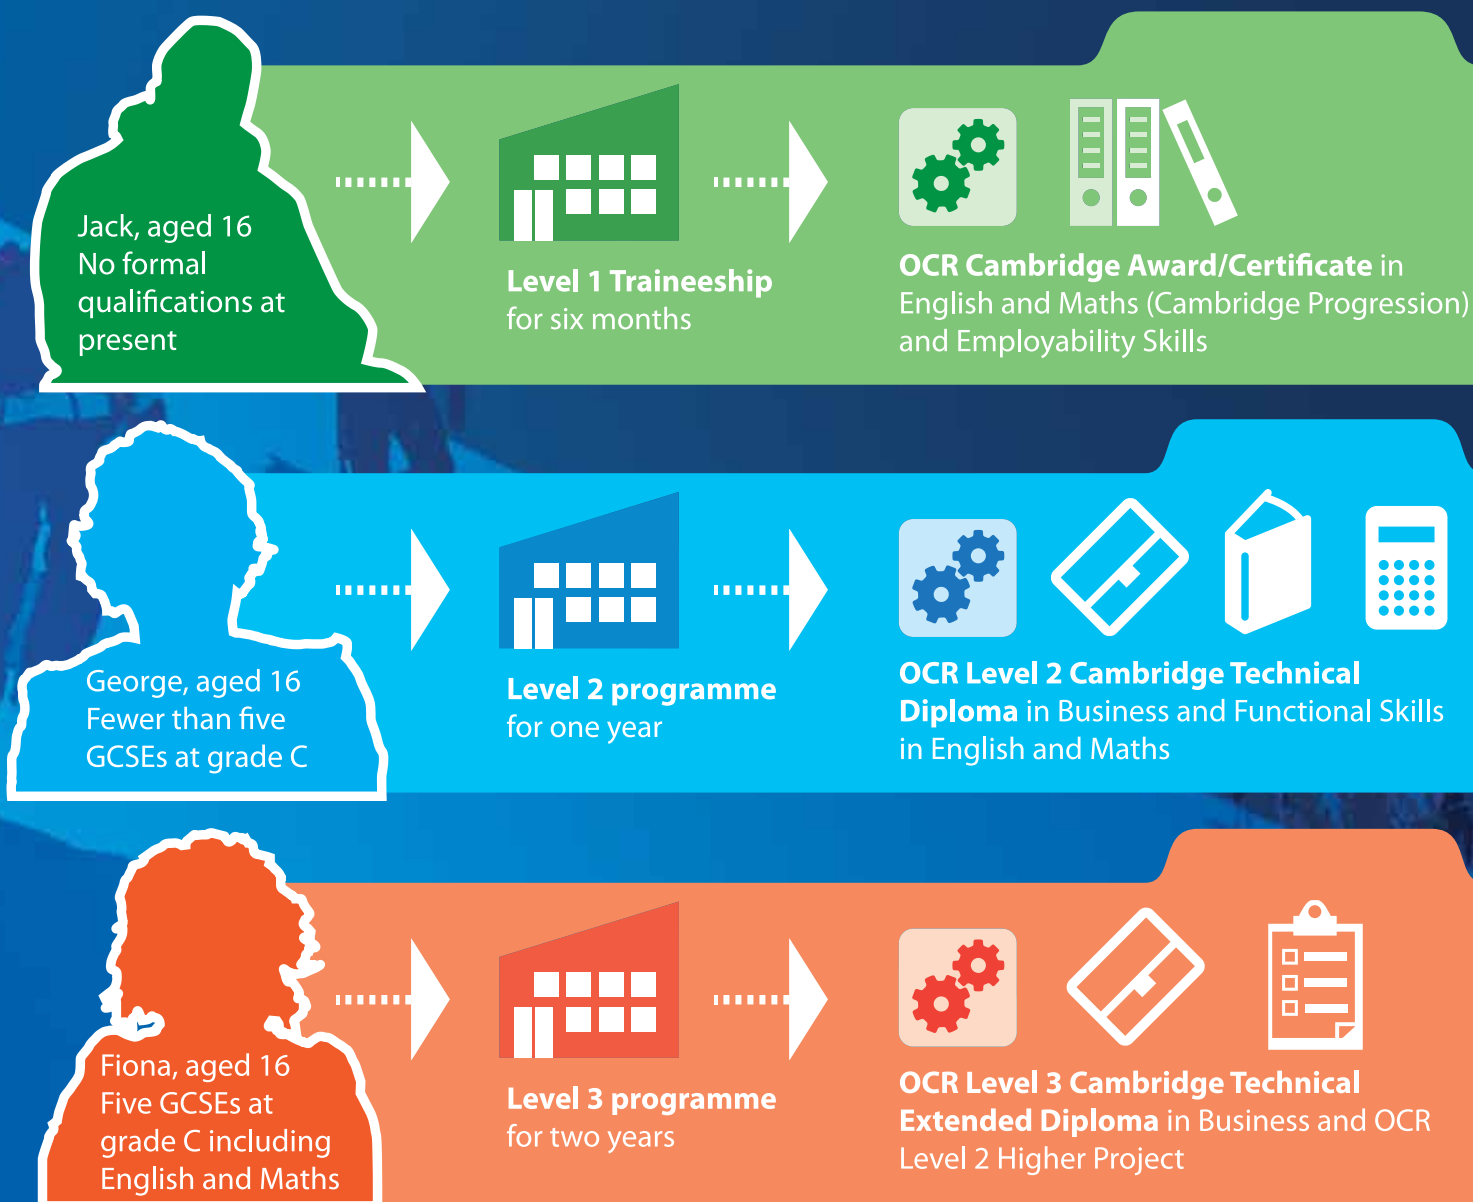 Jack, aged 16
No formal
qualifications at
present
Level 1 Traineeship
for six months
OCR Cambridge Award/Certificate in
English and Maths (Cambridge Progression)
and Employability Skills
George, aged 16
Fewer than five
GCSEs at grade C
Level 2 programme
for one year
OCR Level 2 Cambridge Technical
Diploma in Business and Functional Skills
in English and Maths
Fiona, aged 16
Five GCSEs at
grade C including
English and Maths
Level 3 programme
for two years
OCR Level 3 Cambridge Technical
Extended Diploma in Business and OCR
Level 2 Higher Project